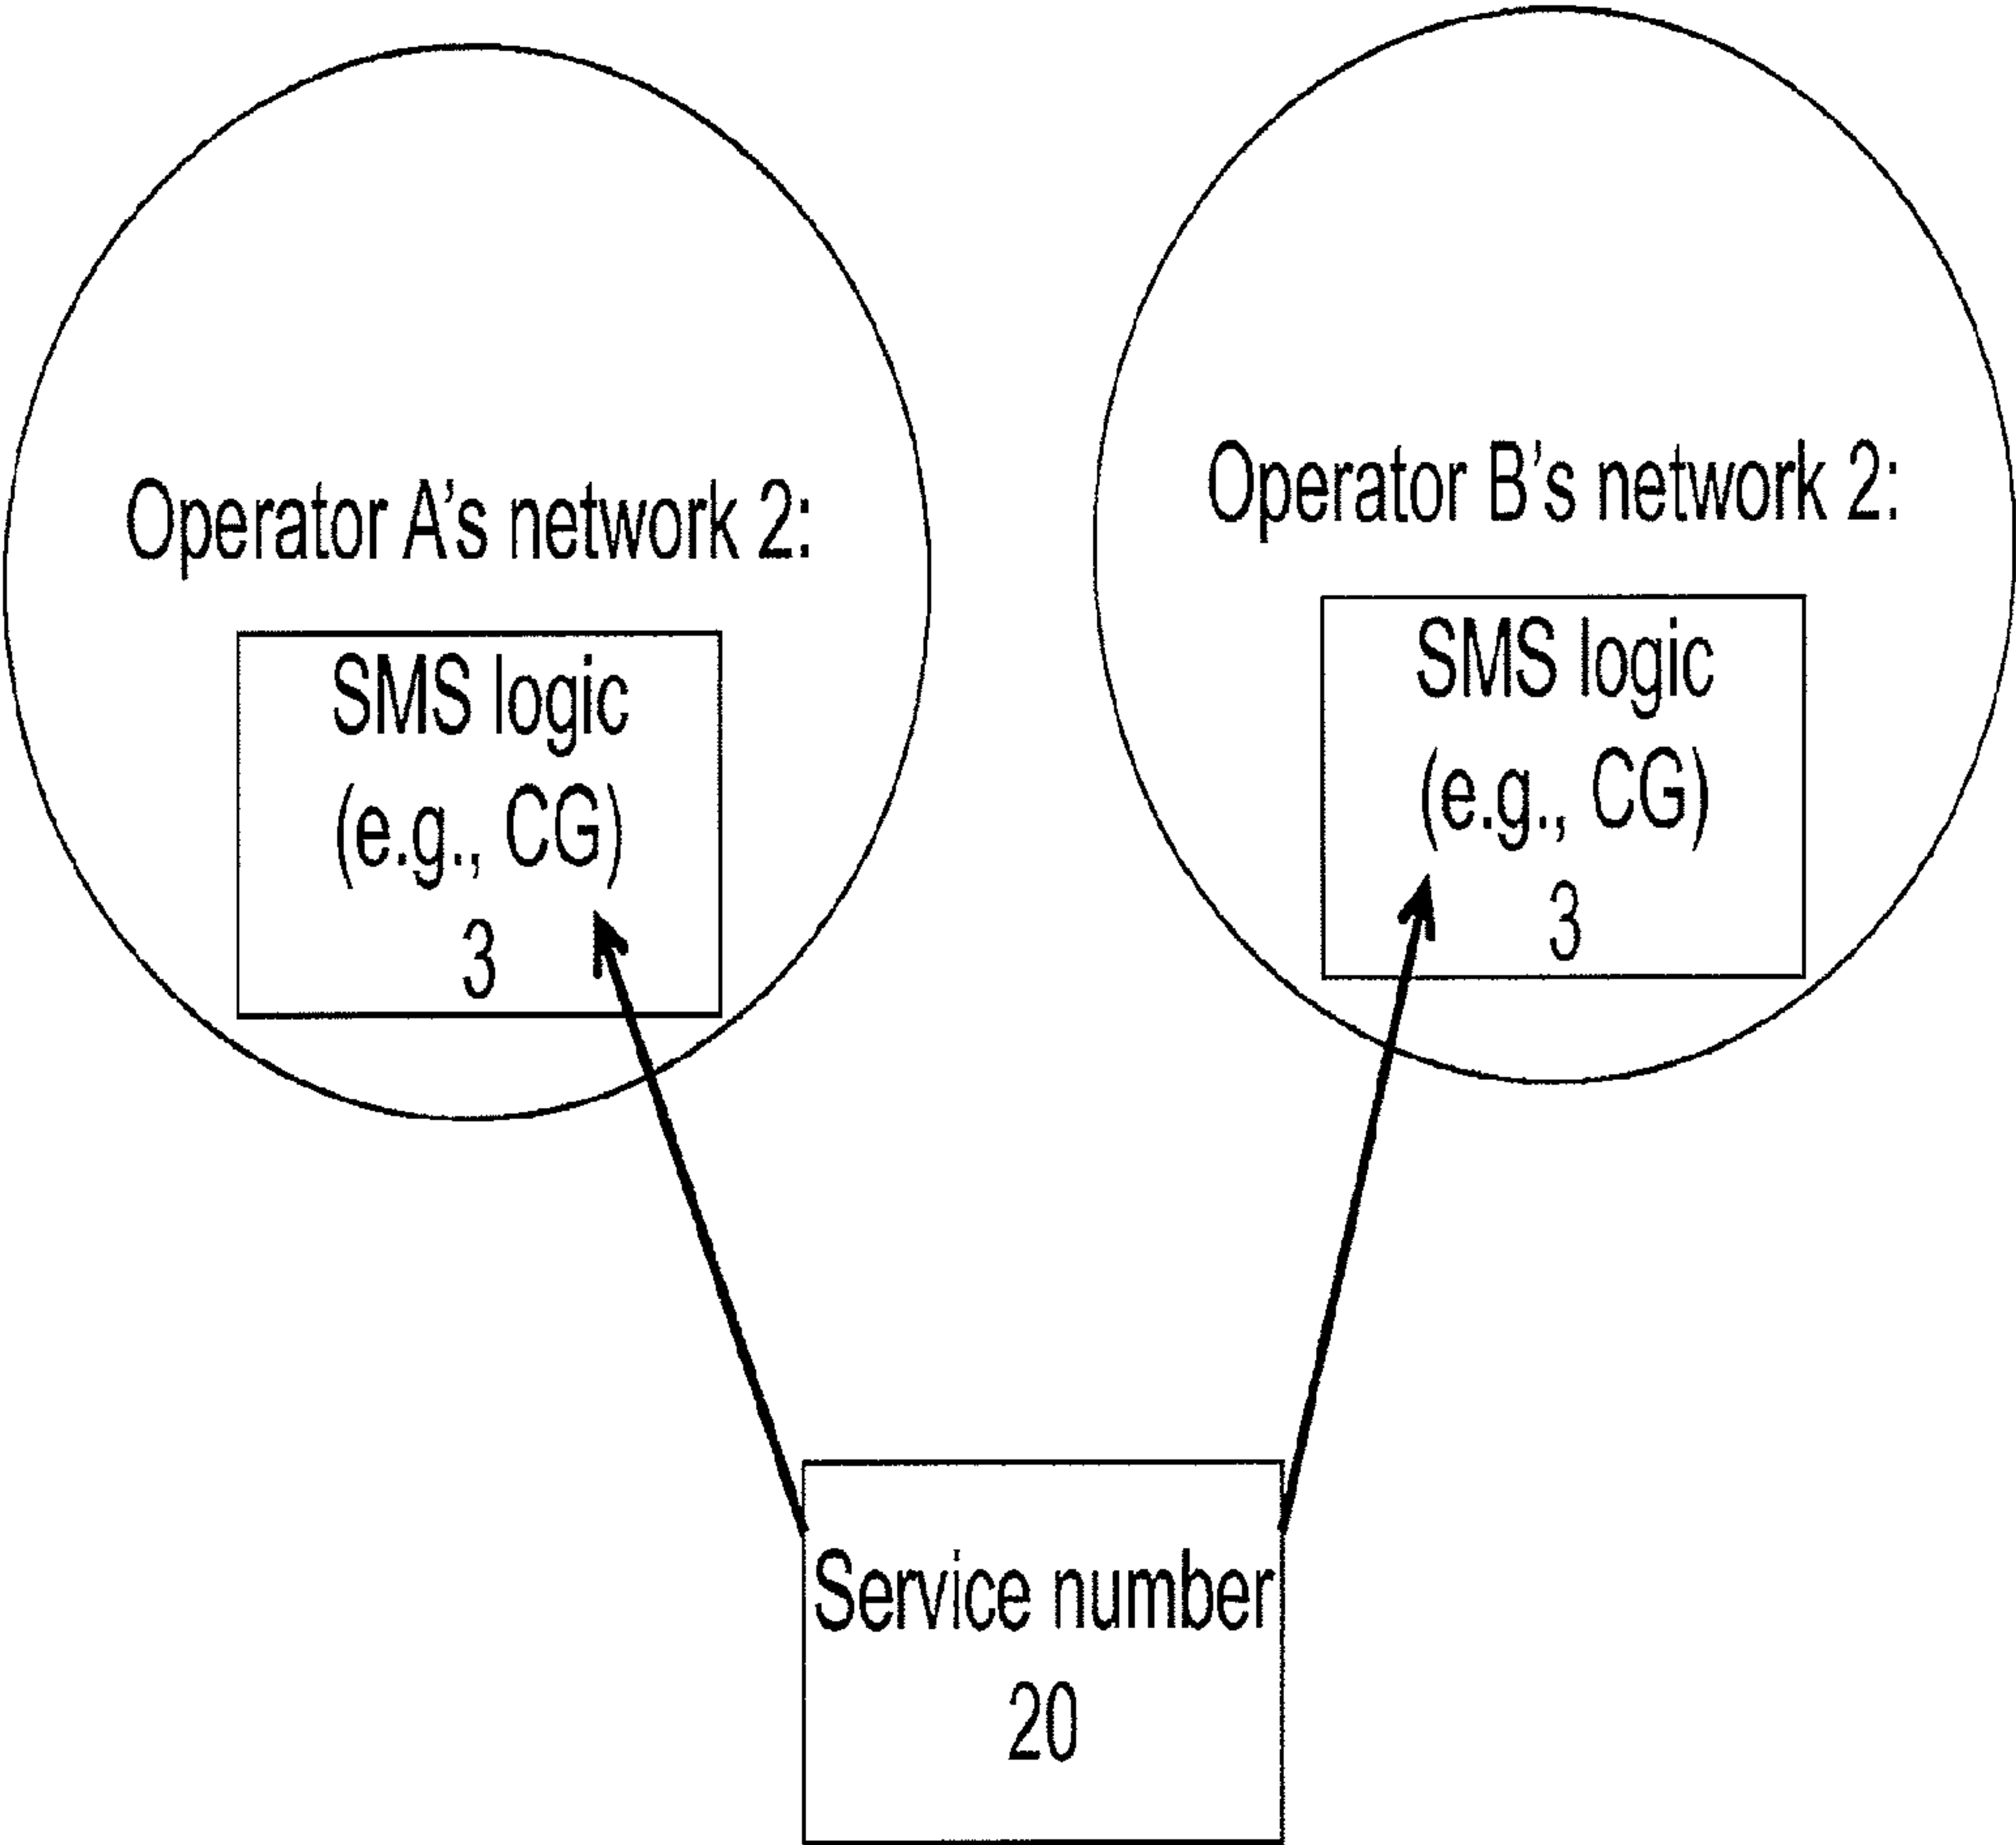 Operator A's network 2:
SMS logic
(e.g., CG)
3
Operator B's network 2:
SMS logic
(e.g., CG)
3
Service number
20